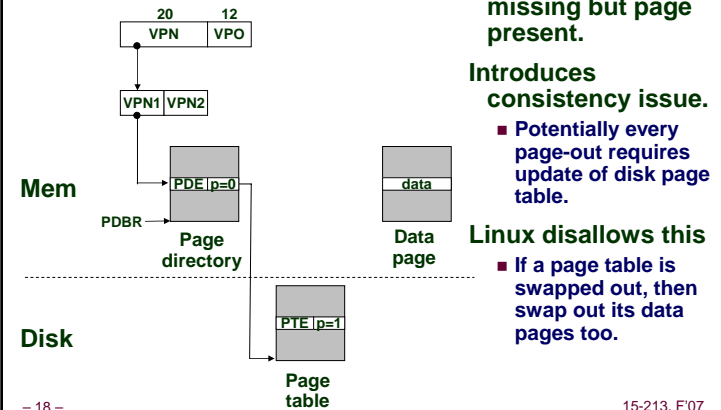 missing but page
present.
20 12
VPN VPO
Introduces
consistency issue.
VPN1 VPN2
■ Potentially every
page-out requires
update of disk page
table.
Mem
PDE p=0
data
PDBR
Page
directory
Data
page
Linux disallows this
■ If a page table is
swapped out, then
swap out its data
pages too.
Disk
PTE p=1
Page
table
– 18 –
15-213, F'07